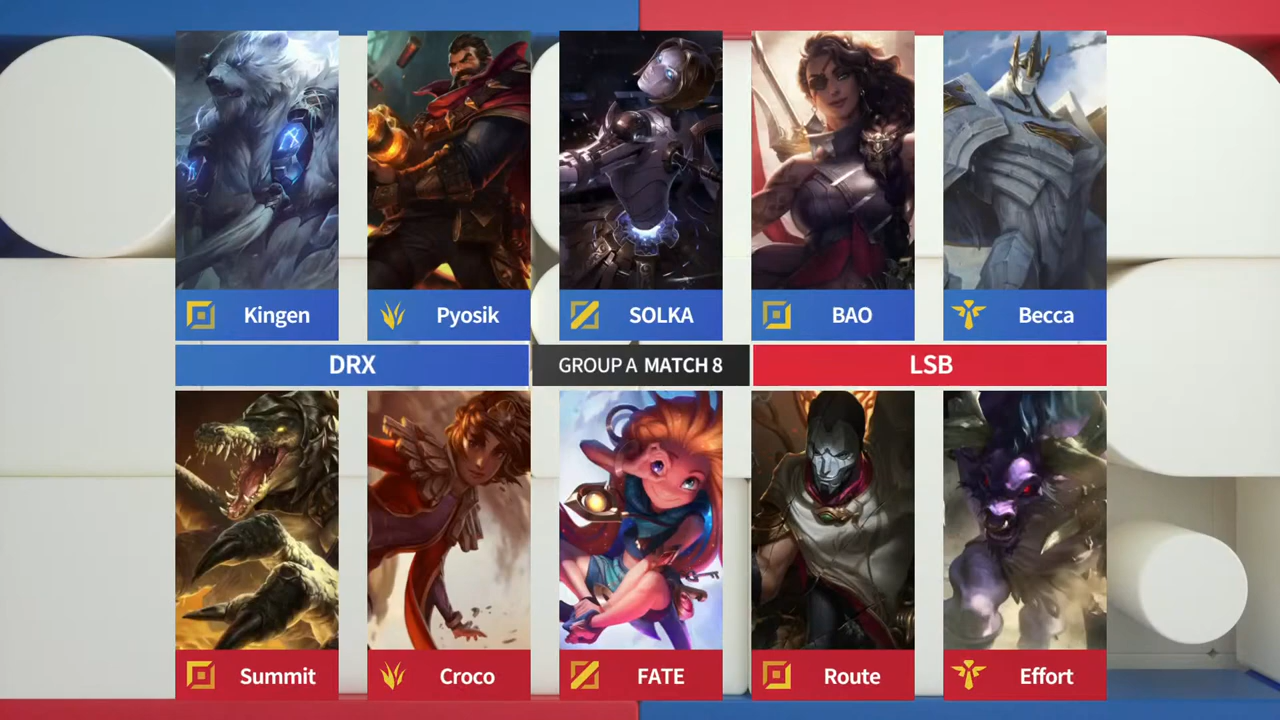 Kingen
Pyosik
SOLKA
BAO
Becca
DRX
GROUP A MATCH 8
LSB
Summit
Croco
FATE
Route
Effort